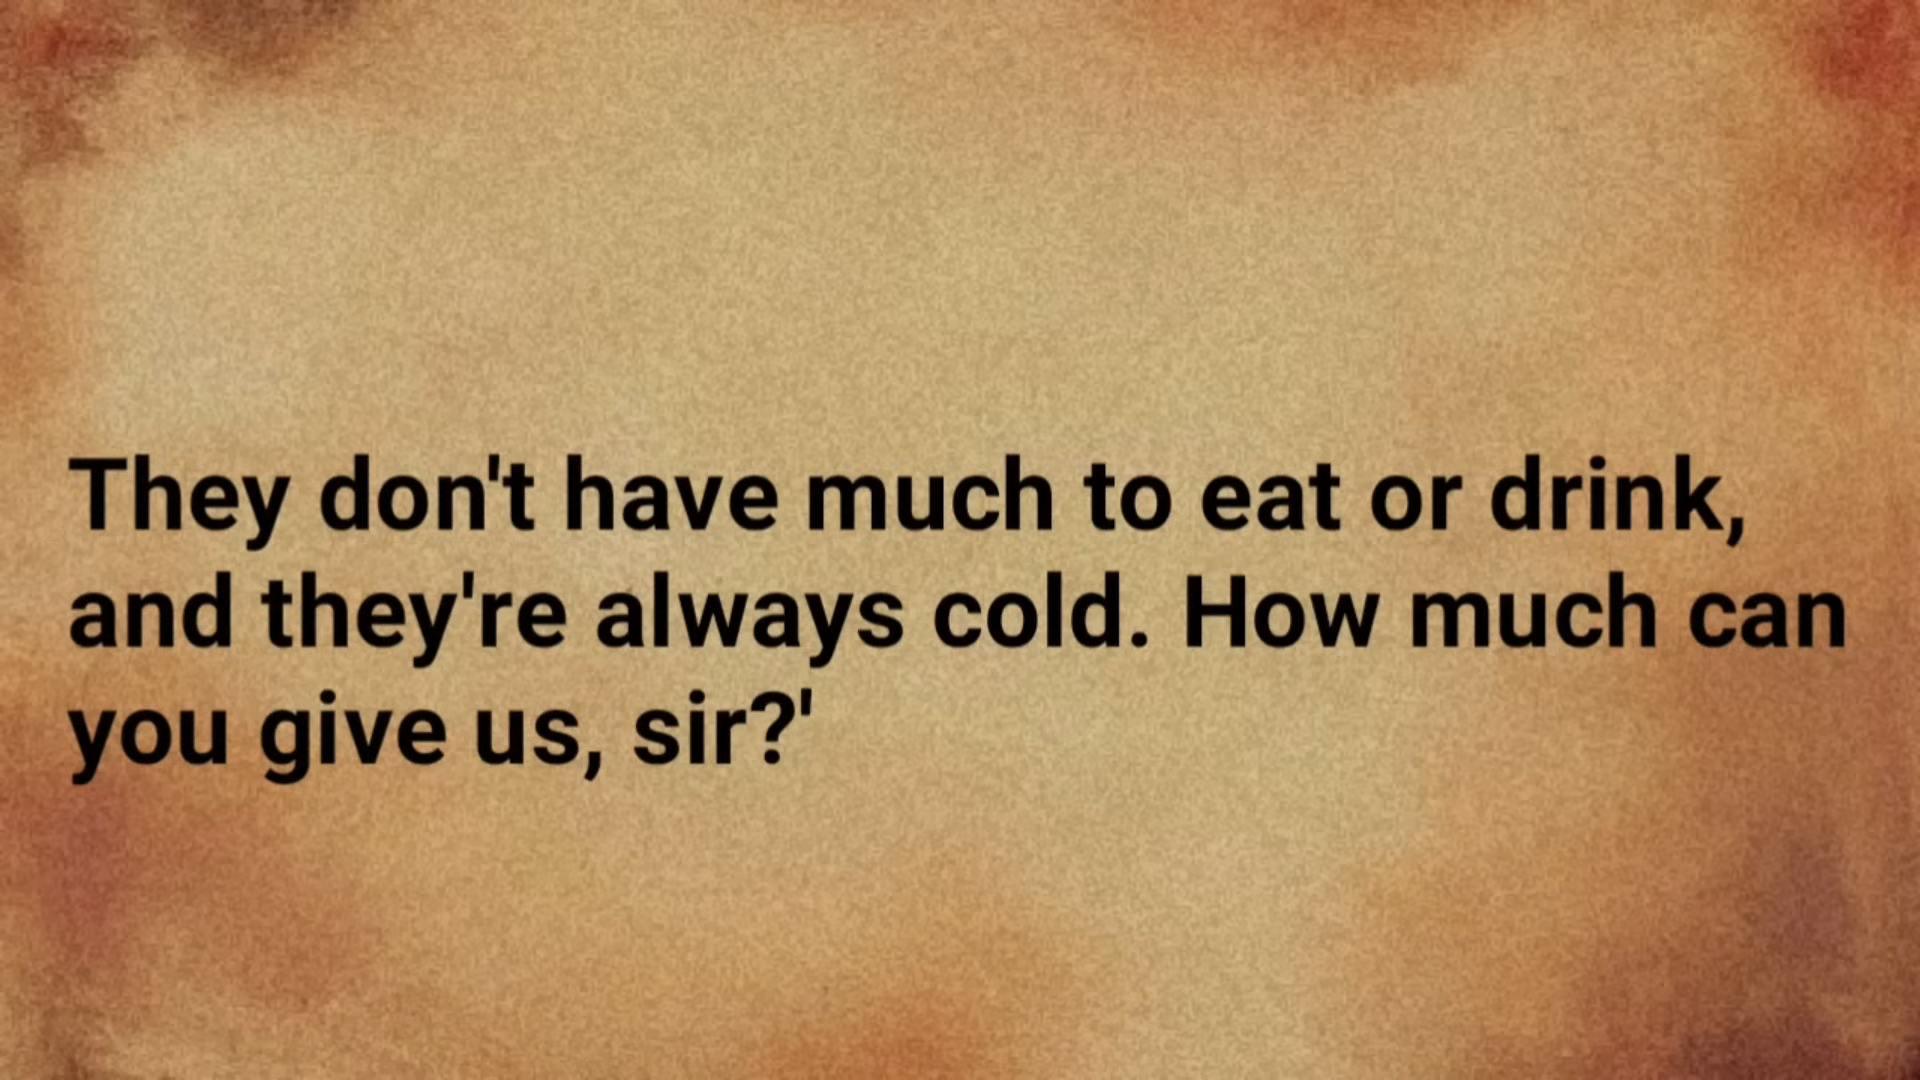 They don't have much to eat or drink,
and they're always cold. How much can
you give us, sir?'